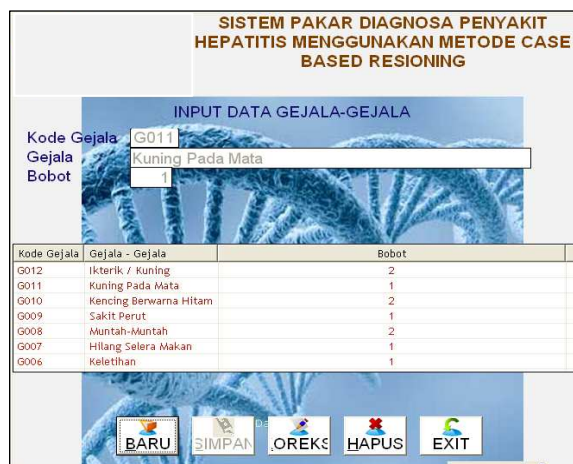 SISTEM PAKAR DIAGNOSA PENYAKIT
HEPATITIS MENGGUNAKAN METODE CASE
BASED RESIONING
INPUT DATA GEJALA-GEJALA
Kode Gejala G011
Gejala Kuning Pada Mata
Bobot 1
Kode Gejala Gejala - Gejala Bobot
G012 Ikterik / Kuning 2
G011 Kuning Pada Mata 1
G010 Kencing Berwarna Hitam 2
G009 Sakit Perut 1
G008 Muntah-Muntah 2
G007 Hilang Selera Makan 1
G006 Keletihan 1
BARU SIMPAN OREKS HAPUS EXIT